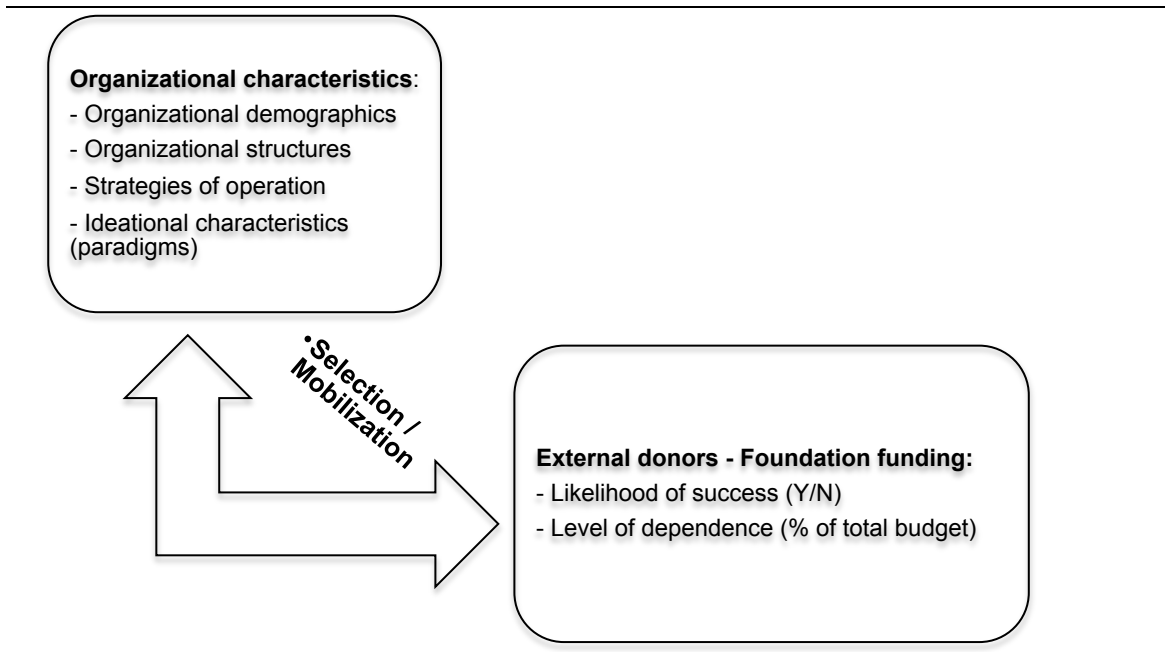 Organizational characteristics:
- Organizational demographics
- Organizational structures
- Strategies of operation
- Ideational characteristics
(paradigms)
•Selection /
Mobilization
External donors - Foundation funding:
- Likelihood of success (Y/N)
- Level of dependence (% of total budget)